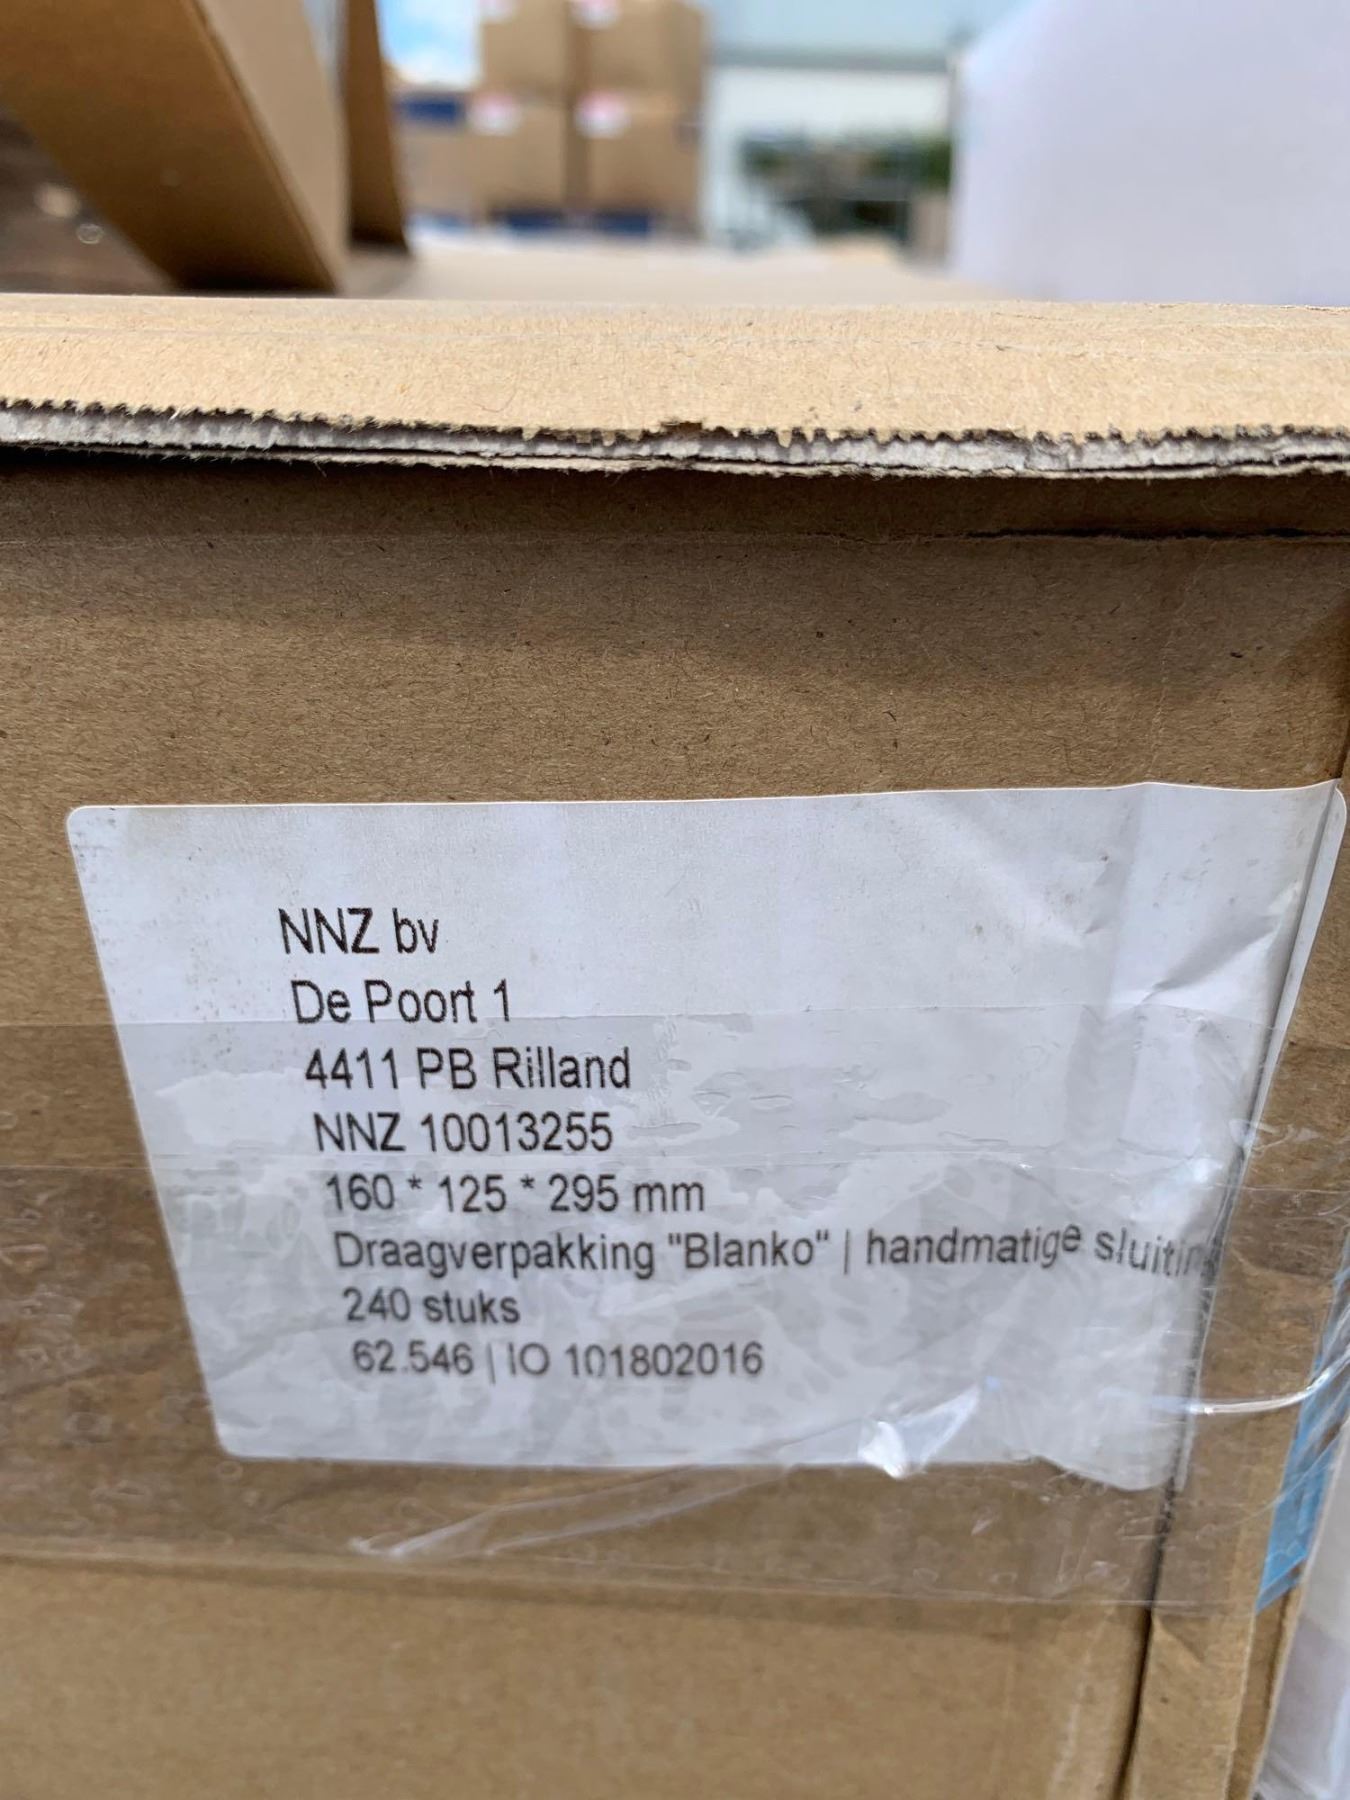 NNZ bv
De Poort 1
4411 PB Rilland
NNZ 10013255
160 * 125 * 295 mm
Draagverpakking "Blanko" | handmatige
240 stuks
62.546 | IO 101802016